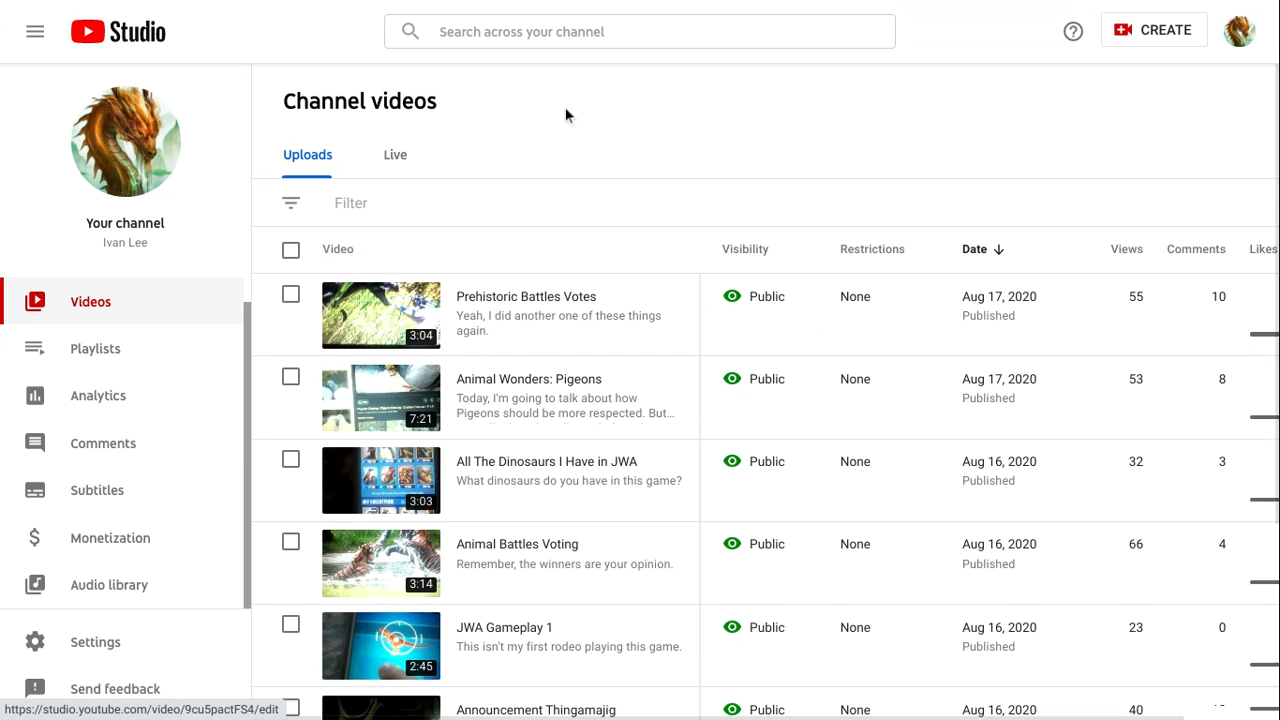 Studio
Search across your channel
CREATE
Your channel
Ivan Lee
Videos
Playlists
Analytics
Comments
Subtitles
Monetization
Audio library
Settings
Send feedback
https://studio.youtube.com/video/9cu5pactFS4/edit
Channel videos
Uploads Live
Filter
Video Visibility Restrictions Date Views Comments Likes
Prehistoric Battles Votes Public None Aug 17, 2020 55 10
Yeah, I did another one of these things Published
again.
3:04
Animal Wonders: Pigeons Public None Aug 17, 2020 53 8
Today, I'm going to talk about how Published
Pigeons should be more respected. But...
7:21
All The Dinosaurs I Have in JWA Public None Aug 16, 2020 32 3
What dinosaurs do you have in this game? Published
3:03
Animal Battles Voting Public None Aug 16, 2020 66 4
Remember, the winners are your opinion. Published
3:14
JWA Gameplay 1 Public None Aug 16, 2020 23 0
This isn't my first rodeo playing this game. Published
2:45
Announcement Thingamajig Public None Aug 16, 2020 40